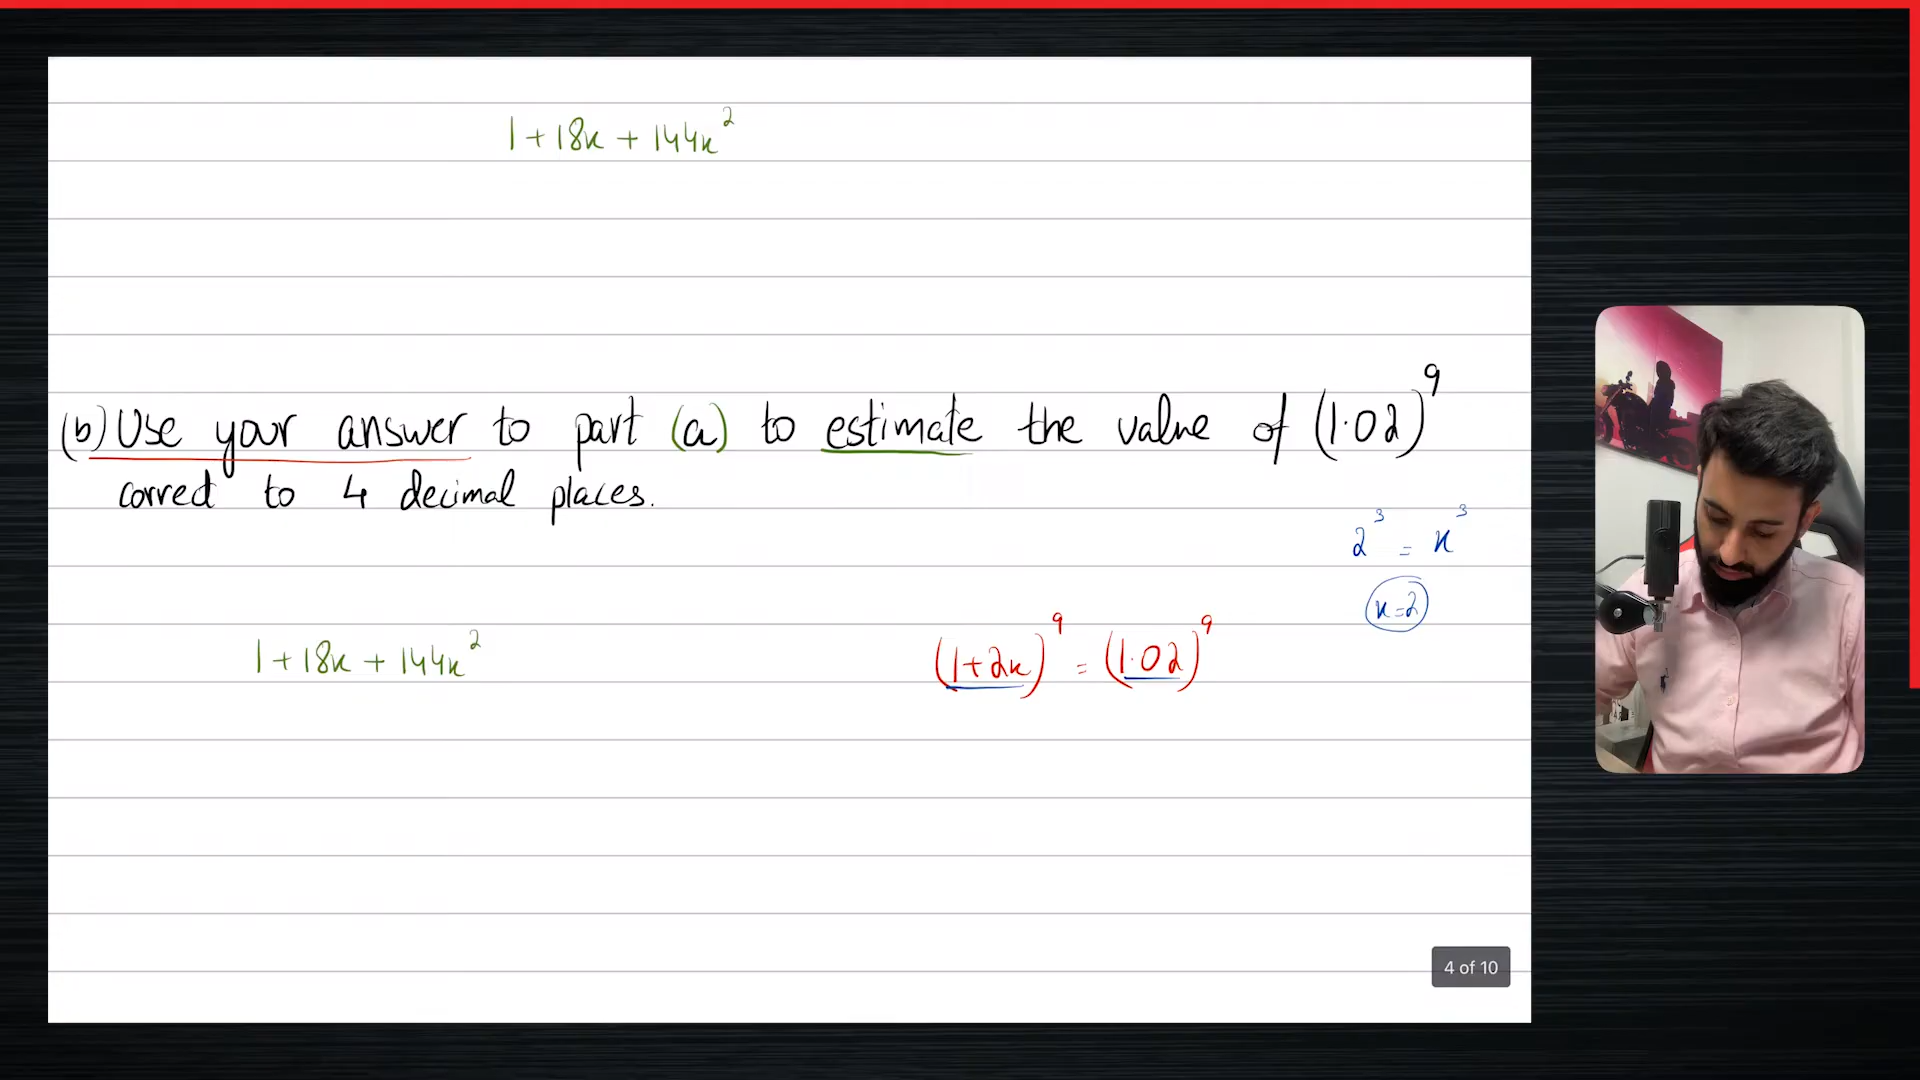 1+18x+144x²
(b) Use your answer to part (a) to estimate the value of (1.02)⁹
correct to 4 decimal places.
2³ = x³
x=2
1+18x+144x²
(1+2x)⁹ = (1.02)⁹
4 of 10